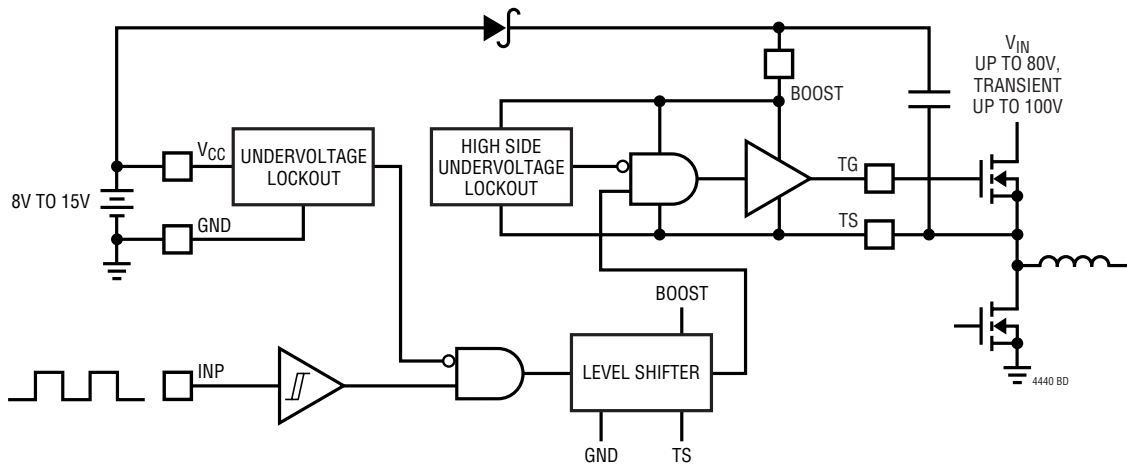 VIN
UP TO 80V,
TRANSIENT
UP TO 100V
BOOST
VCC
UNDERVOLTAGE
LOCKOUT
HIGH SIDE
UNDERVOLTAGE
LOCKOUT
TG
8V TO 15V
GND
TS
BOOST
INP
LEVEL SHIFTER
4440 BD
GND
TS